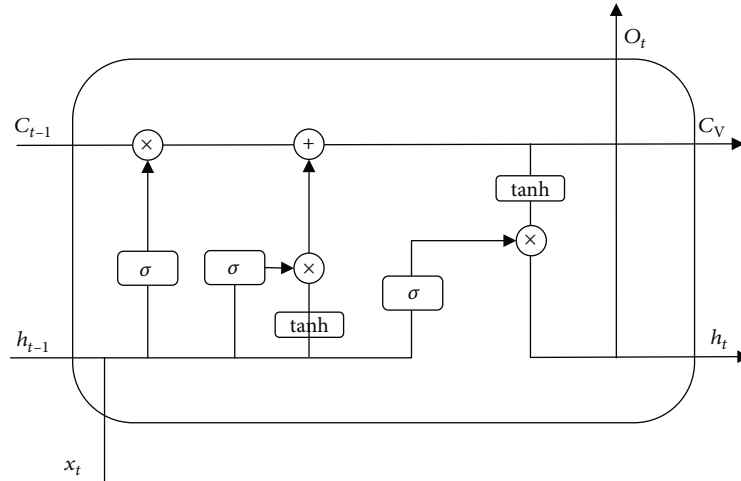 O_t
C_{t–1}
×
+
C_V
tanh
×
σ
σ
×
σ
tanh
h_{t–1}
h_t
x_t